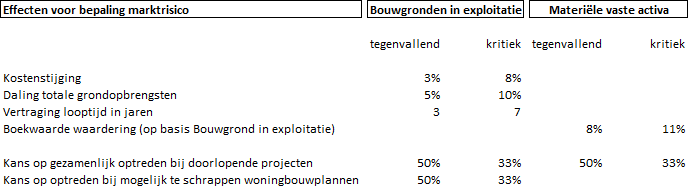 Effecten voor bepaling marktrisico Bouwgronden in exploitatie Materiële vaste activa
tegenvallend kritiek tegenvallend kritiek
Kostenstijging 3% 8%
Daling totale grondopbrengsten 5% 10%
Vertraging looptijd in jaren 3 7
Boekwaarde waardering (op basis Bouwgrond in exploitatie) 8% 11%
Kans op gezamenlijk optreden bij doorlopende projecten 50% 33% 50% 33%
Kans op optreden bij mogelijk te schrappen woningbouwplannen 50% 33%